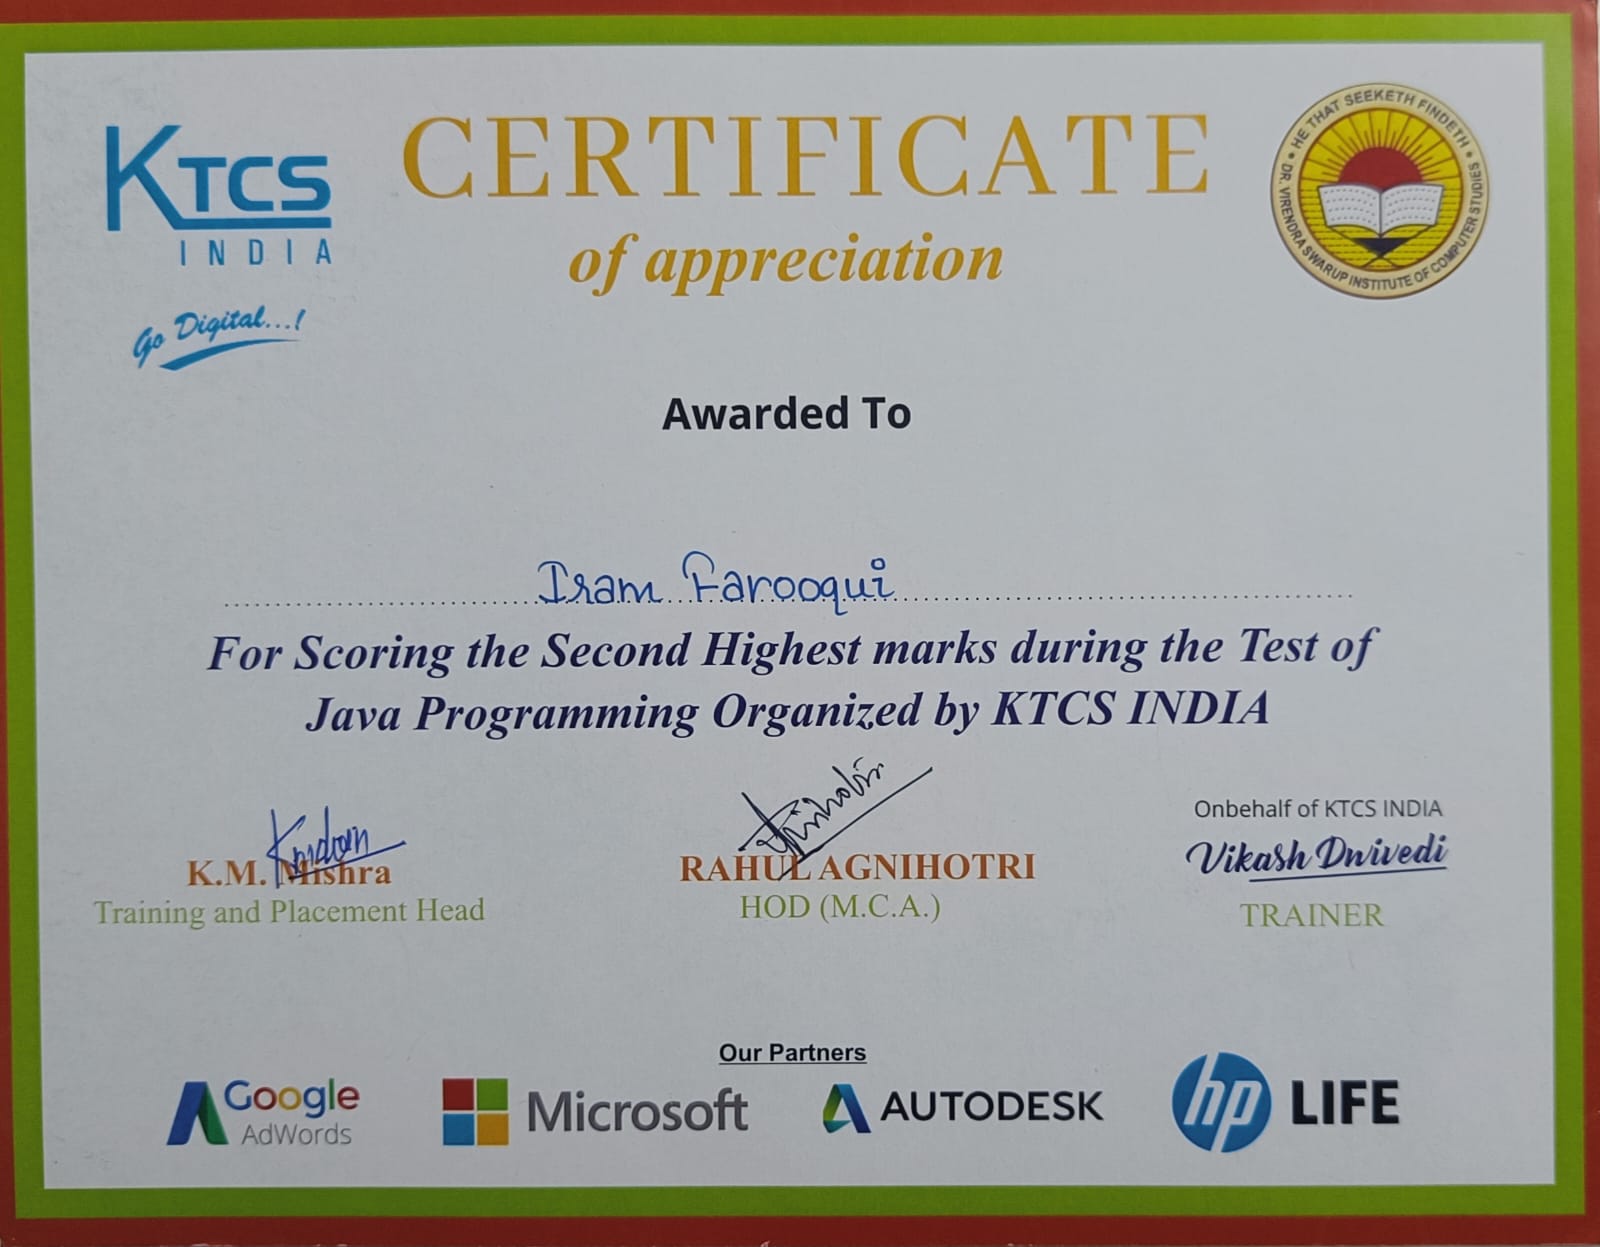 KTCS
INDIA
Go Digital...!
CERTIFICATE
of appreciation
HE THAT SEEKETH FINDETH
DR. VIRENDRA SWARUP INSTITUTE OF COMPUTER STUDIES
Awarded To
Iram Farooqui
For Scoring the Second Highest marks during the Test of
Java Programming Organized by KTCS INDIA
K.M. Mishra
Training and Placement Head
RAHUL AGNIHOTRI
HOD (M.C.A.)
Onbehalf of KTCS INDIA
Vikash Dwivedi
TRAINER
Our Partners
Google
AdWords
Microsoft
AUTODESK
hp LIFE